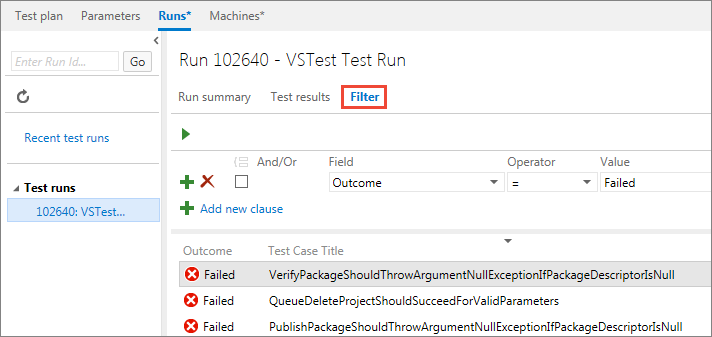 Test plan Parameters Runs* Machines*
Enter Run Id... Go
Recent test runs
Test runs
102640: VSTest...
Run 102640 - VSTest Test Run
Run summary Test results Filter
And/Or Field Operator Value
Outcome = Failed
Add new clause
Outcome Test Case Title
Failed VerifyPackageShouldThrowArgumentNullExceptionIfPackageDescriptorIsNull
Failed QueueDeleteProjectShouldSucceedForValidParameters
Failed PublishPackageShouldThrowArgumentNullExceptionIfPackageDescriptorIsNull